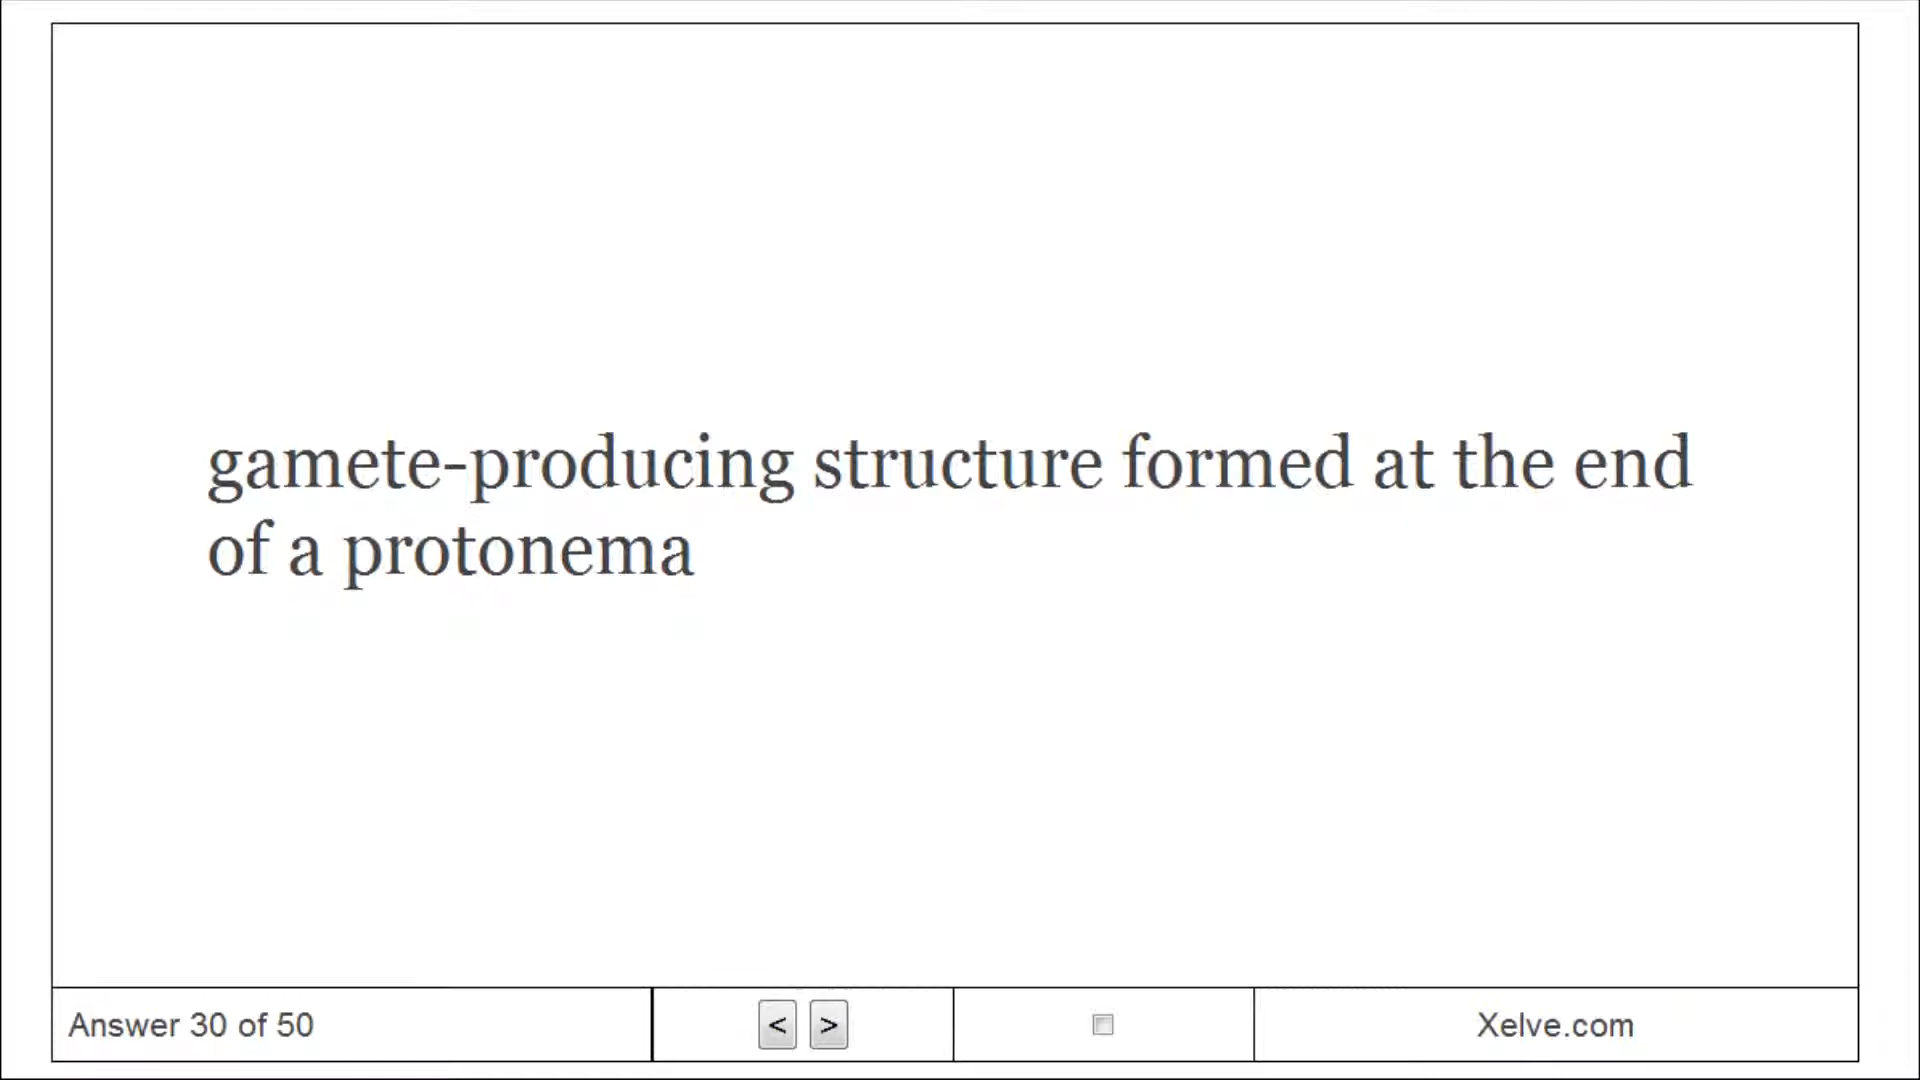 gamete-producing structure formed at the end
of a protonema
Answer 30 of 50
< >
Xelve.com